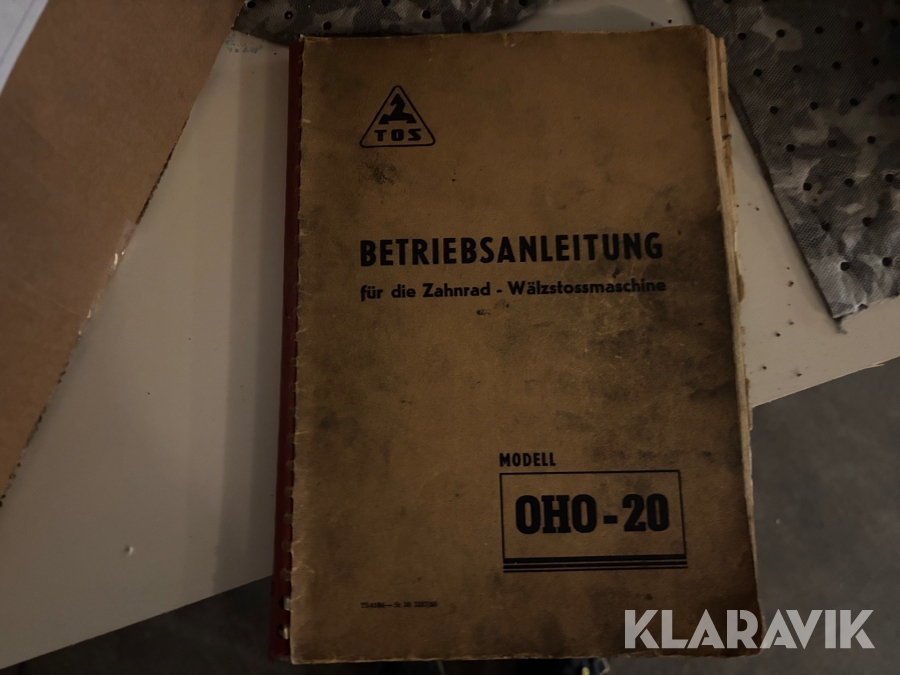 TOS
BETRIEBSANLEITUNG
für die Zahnrad - Wälzstossmaschine
MODELL
OHO-20
KLARAVIK